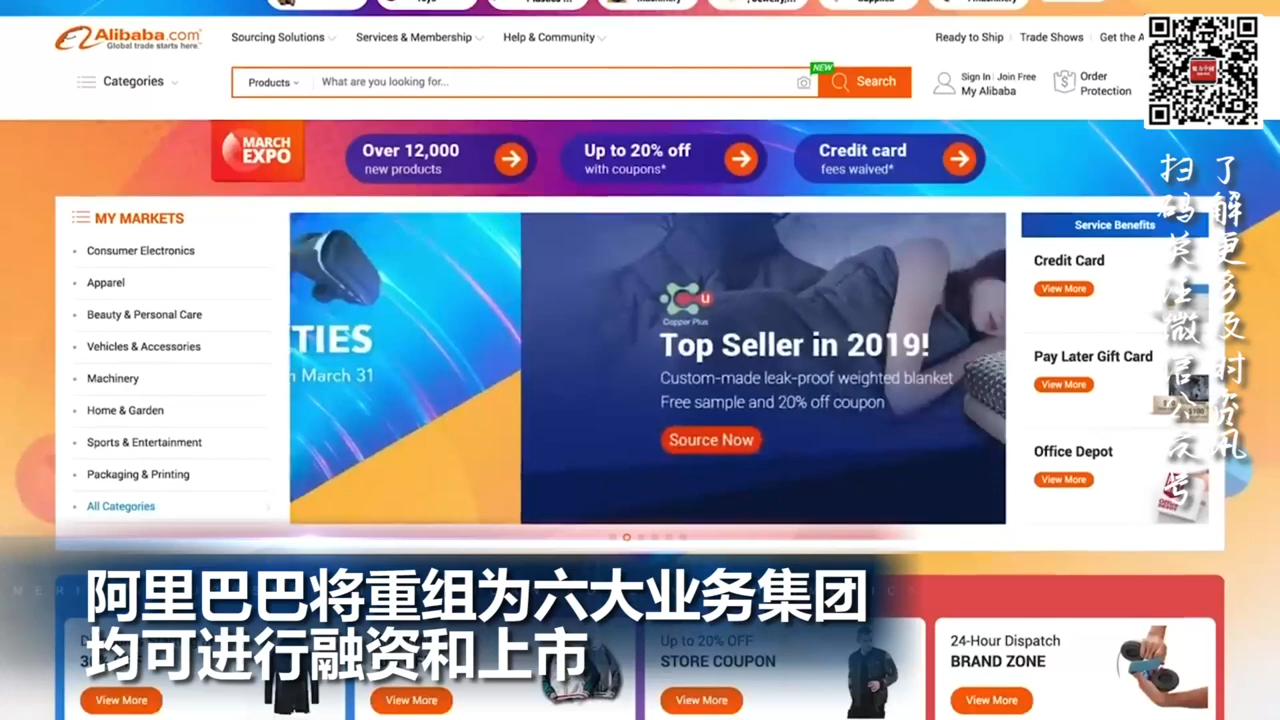 Alibaba.com
Global trade starts here.
Sourcing Solutions
Services & Membership
Help & Community
Ready to Ship
Trade Shows
Get the A
Categories
Products
What are you looking for...
NEW
Search
Sign In
Join Free
My Alibaba
Order
Protection
MARCH
EXPO
Over 12,000
new products
Up to 20% off
with coupons*
Credit card
fees waived*
了解更多及时资讯
扫码关注微信公众号
MY MARKETS
Consumer Electronics
Apparel
Beauty & Personal Care
Vehicles & Accessories
Machinery
Home & Garden
Sports & Entertainment
Packaging & Printing
All Categories
TIES
March 31
Copper Plus
Top Seller in 2019!
Custom-made leak-proof weighted blanket
Free sample and 20% off coupon
Source Now
Service Benefits
Credit Card
View More
Pay Later Gift Card
View More
Office Depot
View More
阿里巴巴将重组为六大业务集团
均可进行融资和上市
View More
View More
Up to 20% OFF
STORE COUPON
View More
24-Hour Dispatch
BRAND ZONE
View More